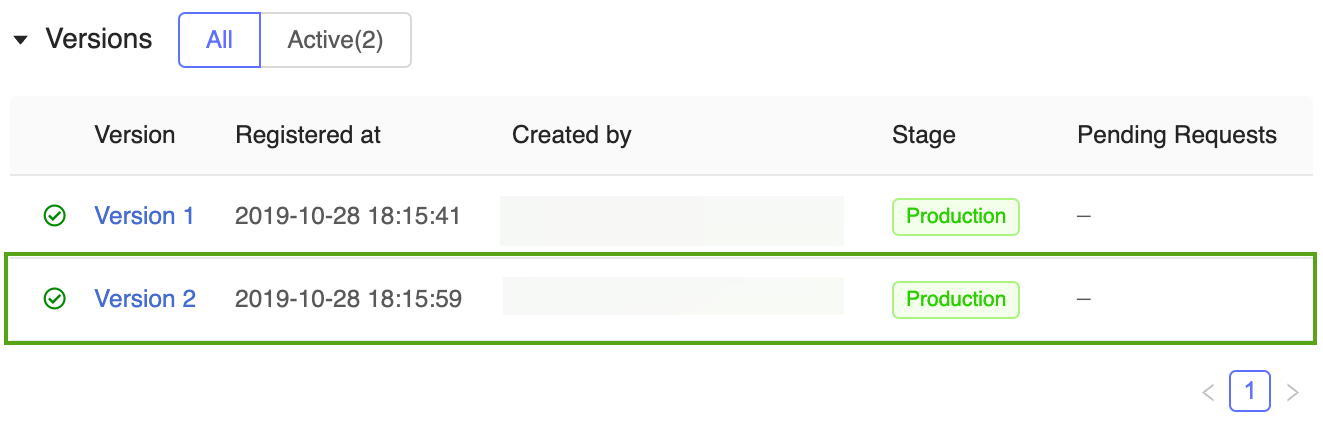 Versions All Active(2)
Version Registered at Created by Stage Pending Requests
Version 1 2019-10-28 18:15:41 Production –
Version 2 2019-10-28 18:15:59 Production –
< 1 >